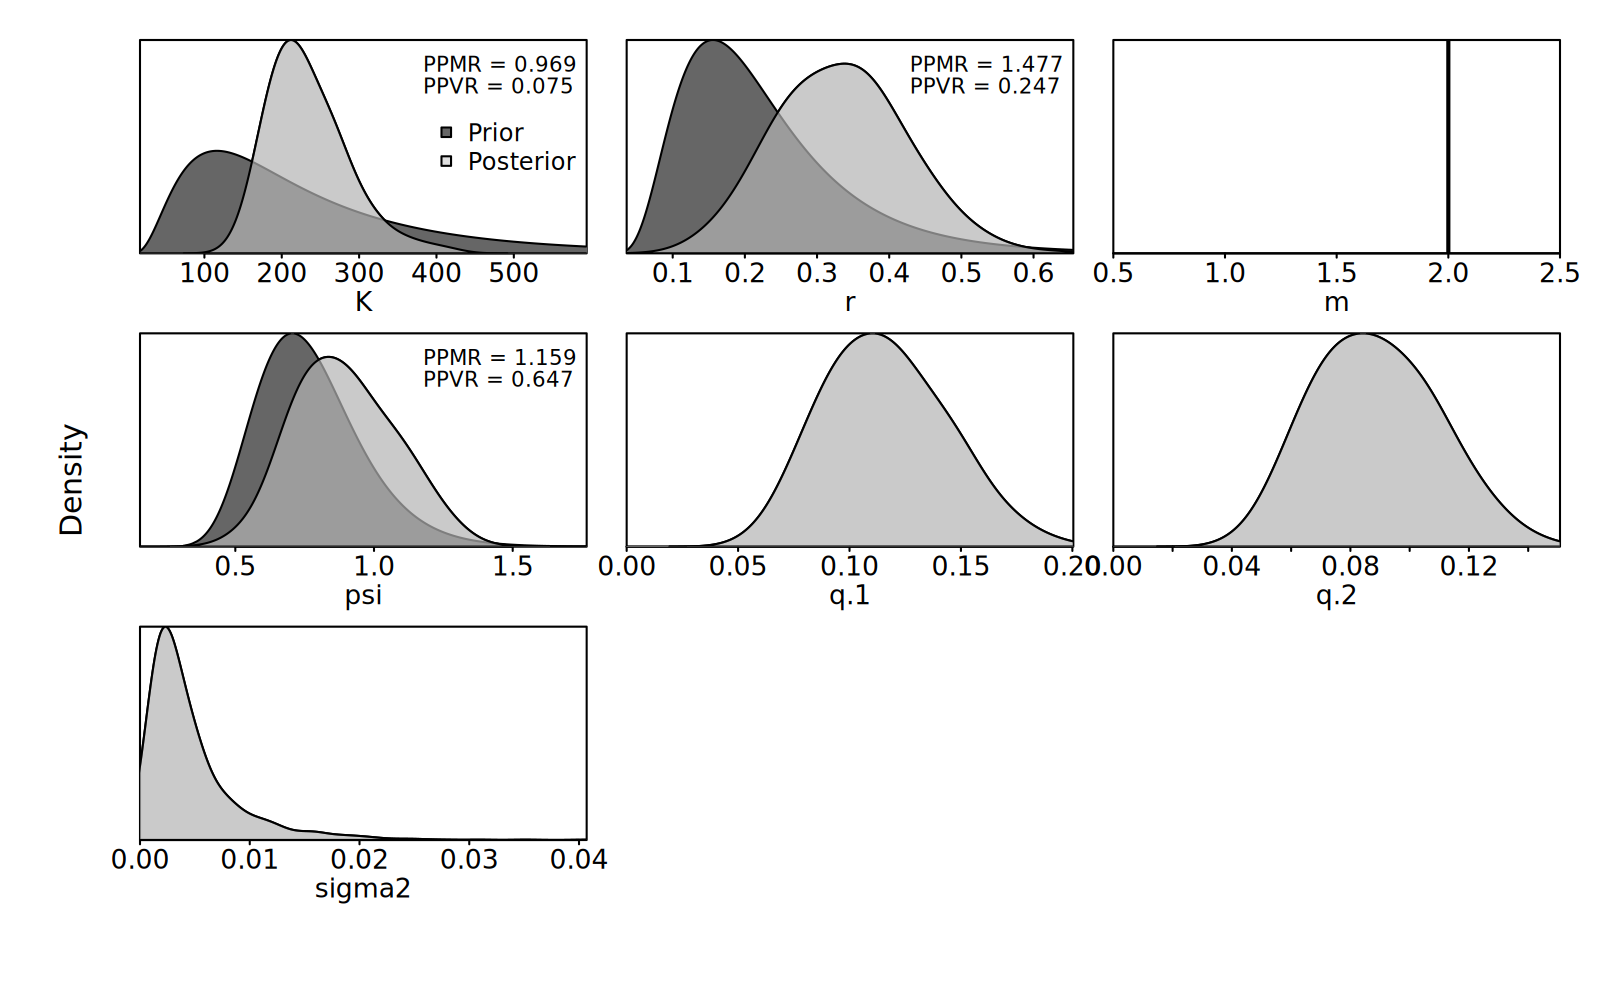 PPMR = 0.969
PPVR = 0.075
Prior
Posterior
100 200 300 400 500
K
PPMR = 1.477
PPVR = 0.247
0.1 0.2 0.3 0.4 0.5 0.6
r
0.5 1.0 1.5 2.0 2.5
m
Density
PPMR = 1.159
PPVR = 0.647
0.5 1.0 1.5
psi
0.00 0.05 0.10 0.15 0.20
q.1
0.00 0.04 0.08 0.12
q.2
0.00 0.01 0.02 0.03 0.04
sigma2